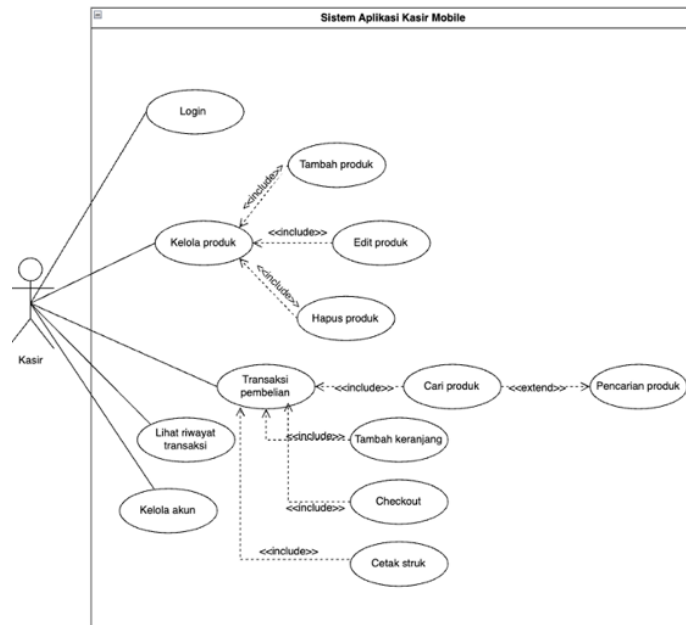 Sistem Aplikasi Kasir Mobile
Login
Tambah produk
<<include>>
Kelola produk
<<include>>
Edit produk
<<include>>
Hapus produk
Kasir
Transaksi
pembelian
<<include>>
Cari produk
<<extend>>
Pencarian produk
Lihat riwayat
transaksi
<<include>>
Tambah keranjang
Kelola akun
<<include>>
Checkout
<<include>>
Cetak struk